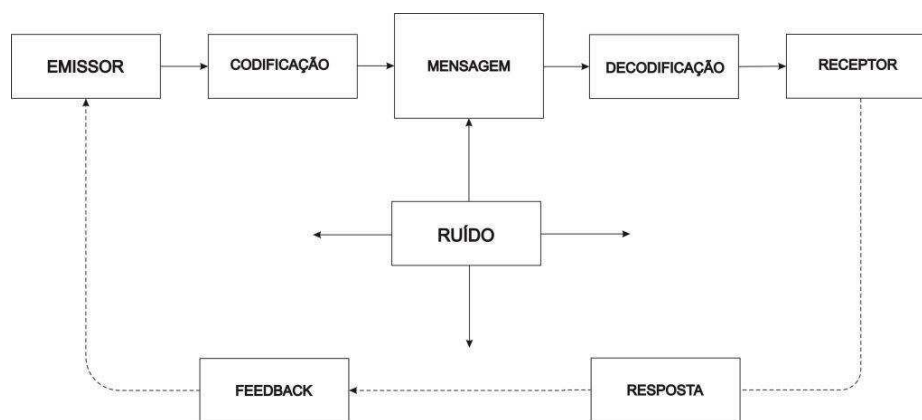 EMISSOR
CODIFICAÇÃO
MENSAGEM
DECODIFICAÇÃO
RECEPTOR
RUÍDO
FEEDBACK
RESPOSTA